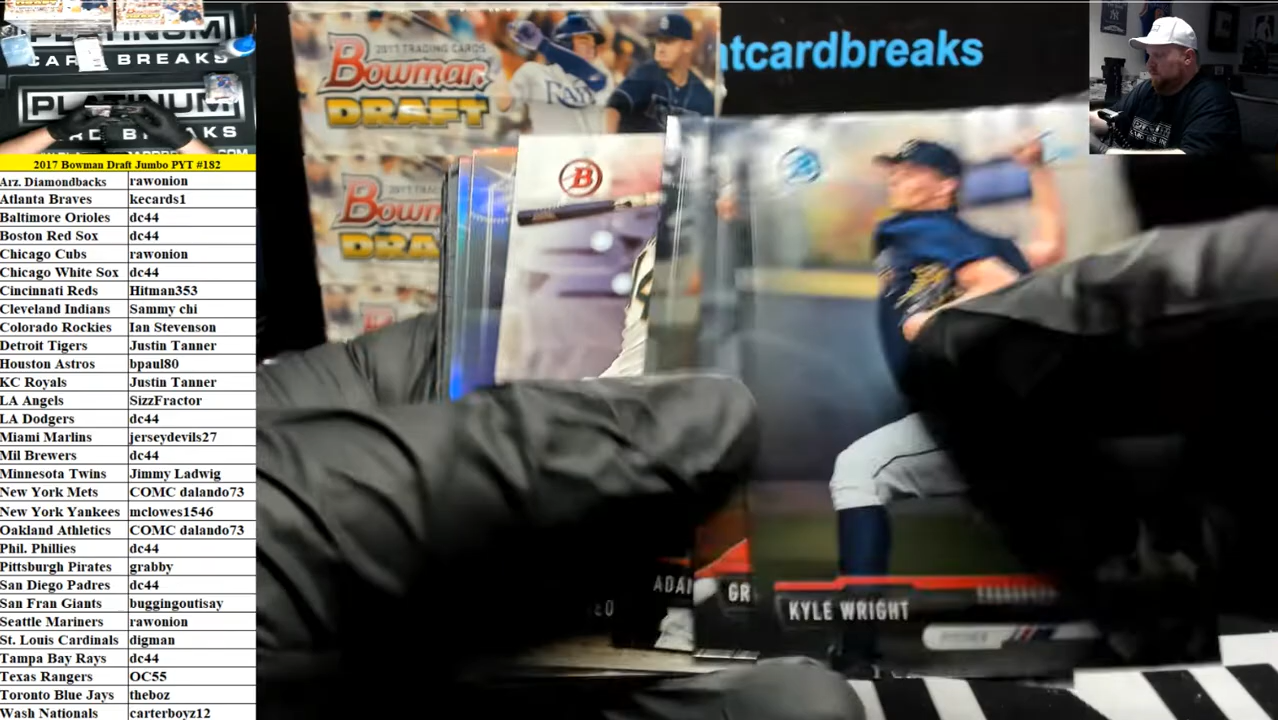 PLATINUM
CARD BREAKS
PLATINUM
CARD BREAKS
2017 Bowman Draft Jumbo PYT #182
Arz. Diamondbacks rawonion
Atlanta Braves kecards1
Baltimore Orioles dc44
Boston Red Sox dc44
Chicago Cubs rawonion
Chicago White Sox dc44
Cincinnati Reds Hitman353
Cleveland Indians Sammy chi
Colorado Rockies Ian Stevenson
Detroit Tigers Justin Tanner
Houston Astros bpaul80
KC Royals Justin Tanner
LA Angels SizzFractor
LA Dodgers dc44
Miami Marlins jerseydevils27
Mil Brewers dc44
Minnesota Twins Jimmy Ladwig
New York Mets COMC dalando73
New York Yankees mclowes1546
Oakland Athletics COMC dalando73
Phil. Phillies dc44
Pittsburgh Pirates grabby
San Diego Padres dc44
San Fran Giants buggingoutisay
Seattle Mariners rawonion
St. Louis Cardinals digman
Tampa Bay Rays dc44
Texas Rangers OC55
Toronto Blue Jays theboz
Wash Nationals carterboyz12
2017 TRADING CARDS
Bowman
DRAFT
RAYS
tcardbreaks
Bowm
DRA
B
ADA
GR
KYLE WRIGHT